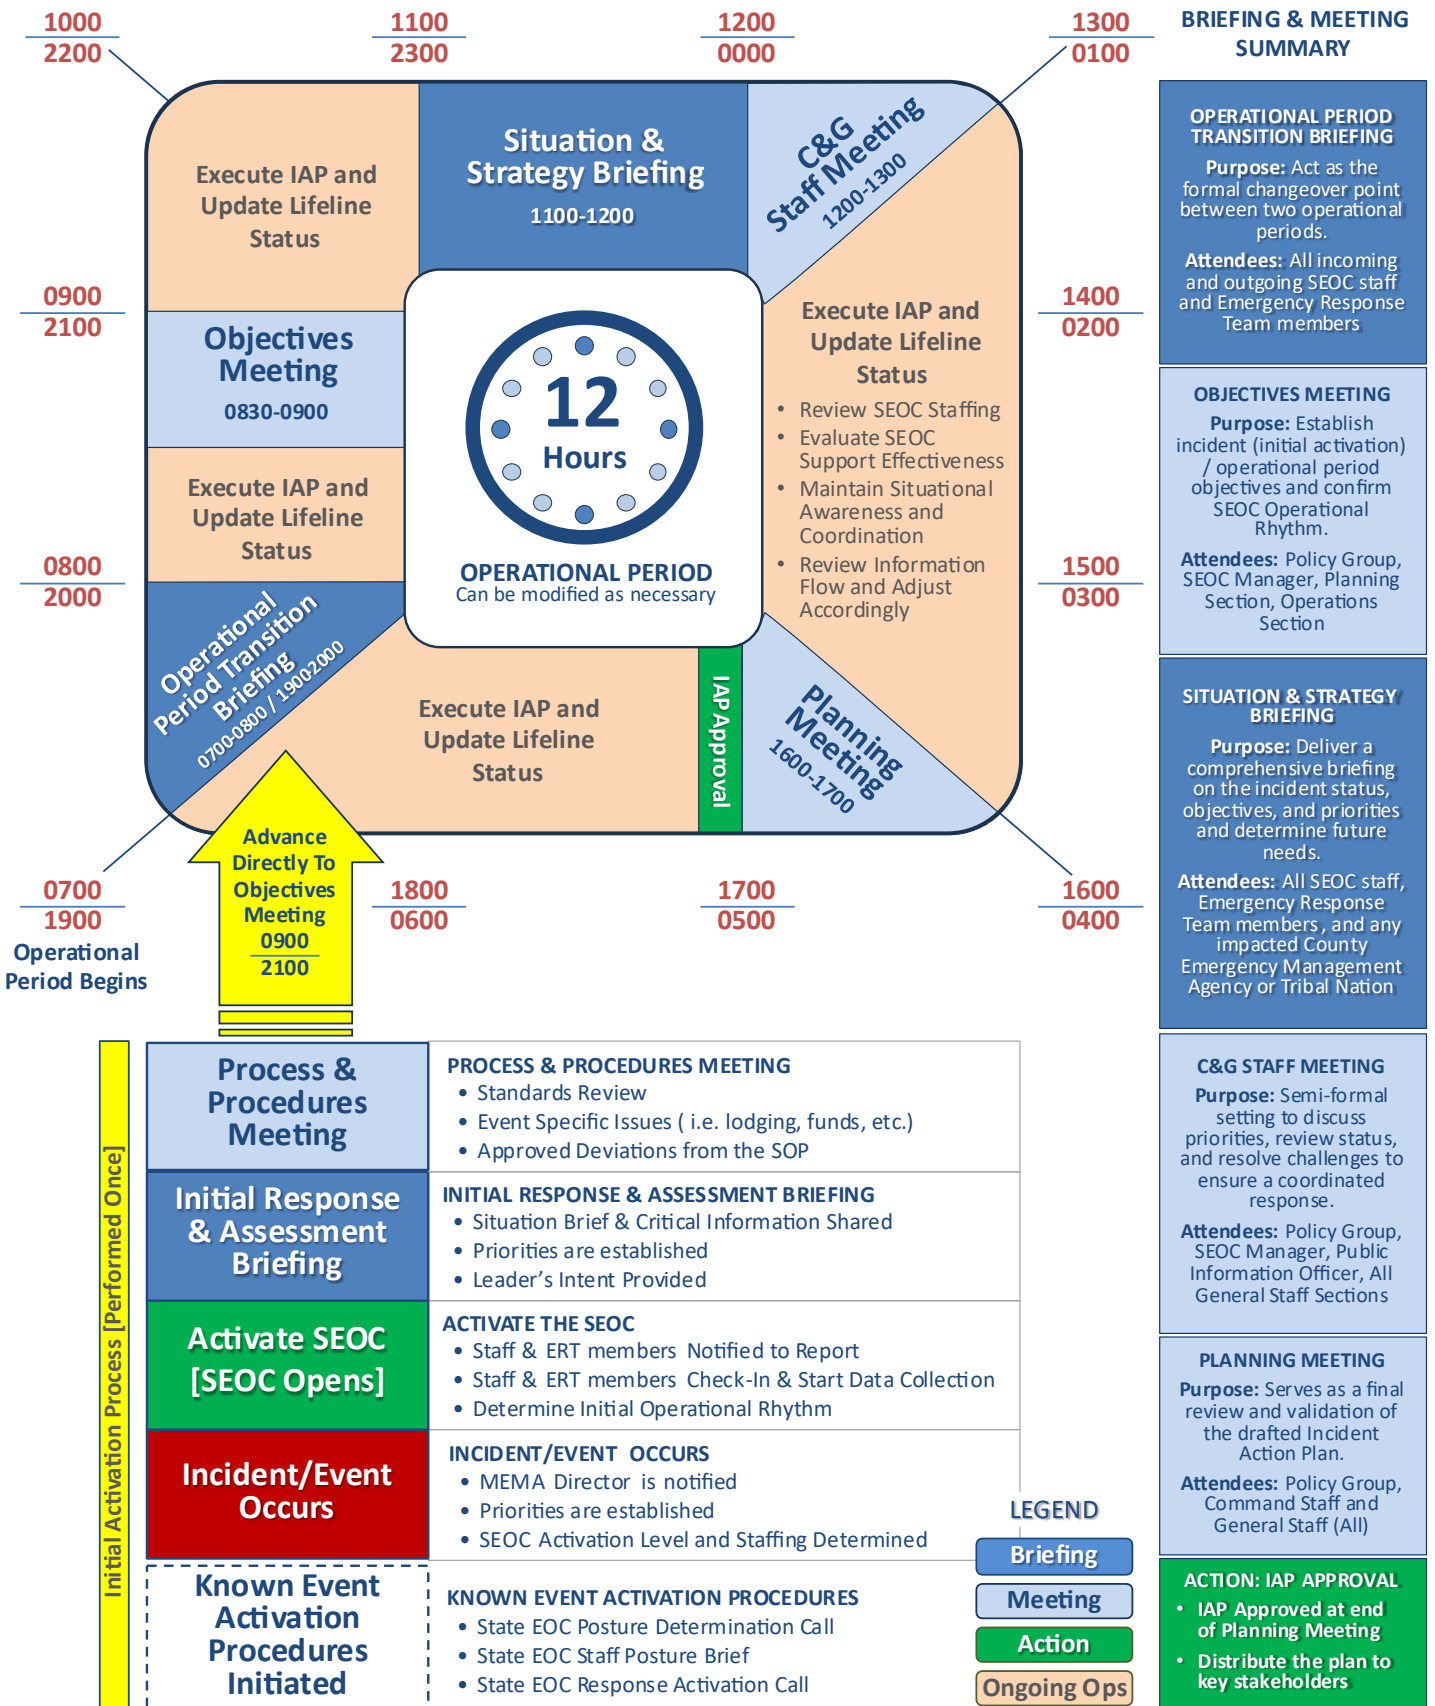 1000
2200
1100
2300
1200
0000
1300
0100
BRIEFING & MEETING
SUMMARY
Execute IAP and
Update Lifeline
Status
Situation &
Strategy Briefing
1100-1200
C&G
Staff Meeting
1200-1300
0900
2100
Objectives
Meeting
0830-0900
Execute IAP and
Update Lifeline
Status
0800
2000
Operational
Period Transition
Briefing
0700-0800 / 1900-2000
12
Hours
OPERATIONAL PERIOD
Can be modified as necessary
Execute IAP and
Update Lifeline
Status
• Review SEOC Staffing
• Evaluate SEOC
Support Effectiveness
• Maintain Situational
Awareness and
Coordination
• Review Information
Flow and Adjust
Accordingly
1400
0200
1500
0300
Execute IAP and
Update Lifeline
Status
IAP Approval
Planning
Meeting
1600-1700
0700
1900
Operational
Period Begins
Advance
Directly To
Objectives
Meeting
0900
2100
1800
0600
1700
0500
1600
0400
OPERATIONAL PERIOD
TRANSITION BRIEFING
Purpose: Act as the
formal changeover point
between two operational
periods.
Attendees: All incoming
and outgoing SEOC staff
and Emergency Response
Team members
OBJECTIVES MEETING
Purpose: Establish
incident (initial activation)
/ operational period
objectives and confirm
SEOC Operational
Rhythm.
Attendees: Policy Group,
SEOC Manager, Planning
Section, Operations
Section
SITUATION & STRATEGY
BRIEFING
Purpose: Deliver a
comprehensive briefing
on the incident status,
objectives, and priorities
and determine future
needs.
Attendees: All SEOC staff,
Emergency Response
Team members, and any
impacted County
Emergency Management
Agency or Tribal Nation
C&G STAFF MEETING
Purpose: Semi-formal
setting to discuss
priorities, review status,
and resolve challenges to
ensure a coordinated
response.
Attendees: Policy Group,
SEOC Manager, Public
Information Officer, All
General Staff Sections
PLANNING MEETING
Purpose: Serves as a final
review and validation of
the drafted Incident
Action Plan.
Attendees: Policy Group,
Command Staff and
General Staff (All)
ACTION: IAP APPROVAL
• IAP Approved at end
of Planning Meeting
• Distribute the plan to
key stakeholders
Initial Activation Process [Performed Once]
Process &
Procedures
Meeting
PROCESS & PROCEDURES MEETING
• Standards Review
• Event Specific Issues ( i.e. lodging, funds, etc.)
• Approved Deviations from the SOP
Initial Response
& Assessment
Briefing
INITIAL RESPONSE & ASSESSMENT BRIEFING
• Situation Brief & Critical Information Shared
• Priorities are established
• Leader's Intent Provided
Activate SEOC
[SEOC Opens]
ACTIVATE THE SEOC
• Staff & ERT members Notified to Report
• Staff & ERT members Check-In & Start Data Collection
• Determine Initial Operational Rhythm
Incident/Event
Occurs
INCIDENT/EVENT OCCURS
• MEMA Director is notified
• Priorities are established
• SEOC Activation Level and Staffing Determined
Known Event
Activation
Procedures
Initiated
KNOWN EVENT ACTIVATION PROCEDURES
• State EOC Posture Determination Call
• State EOC Staff Posture Brief
• State EOC Response Activation Call
LEGEND
Briefing
Meeting
Action
Ongoing Ops